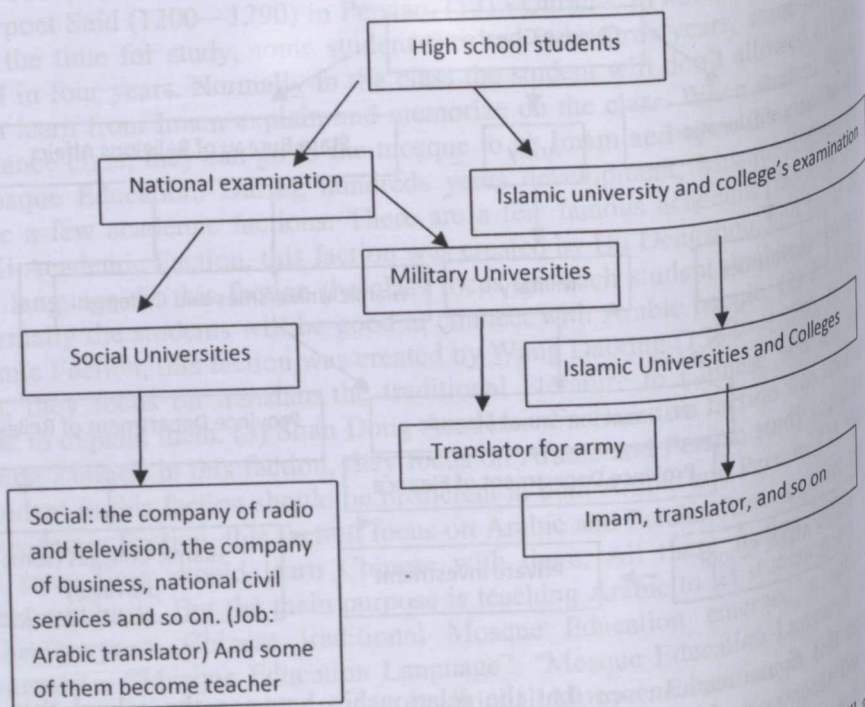 High school students
National examination
Islamic university and college's examination
Military Universities
Social Universities
Islamic Universities and Colleges
Translator for army
Imam, translator, and so on
Social: the company of radio
and television, the company
of business, national civil
services and so on. (Job:
Arabic translator) And some
of them become teacher